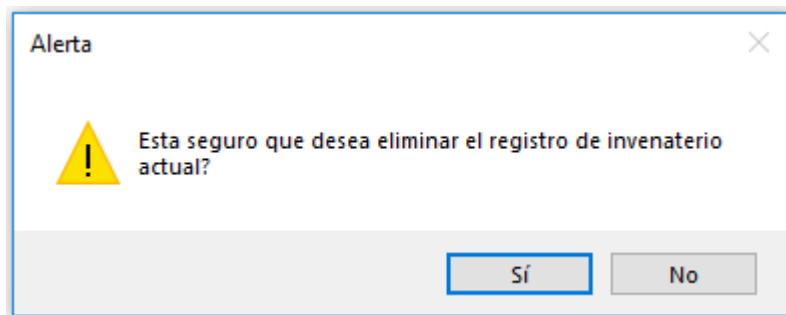 Alerta
Esta seguro que desea eliminar el registro de invenaterio
actual?
Sí
No